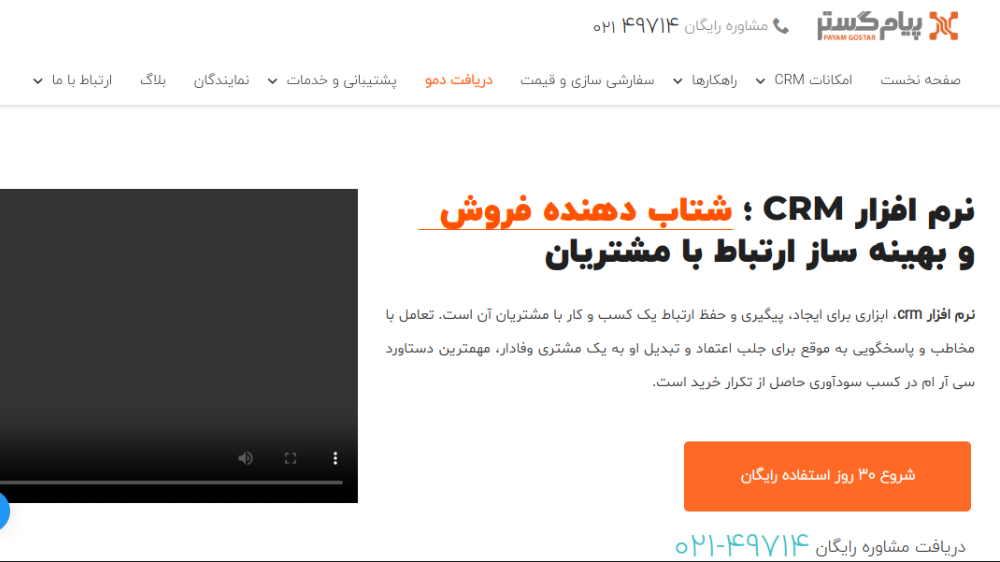 پیام گستر
PAYAM GOSTAR
مشاوره رایگان ۴۹۷۱۴ ۰۲۱
صفحه نخست
امکانات CRM
راهکارها
سفارشی سازی و قیمت
دریافت دمو
پشتیبانی و خدمات
نمایندگان
بلاگ
ارتباط با ما
نرم افزار CRM ؛ شتاب دهنده فروش
و بهینه ساز ارتباط با مشتریان
نرم افزار crm، ابزاری برای ایجاد، پیگیری و حفظ ارتباط یک کسب و کار با مشتریان آن است. تعامل با
مخاطب و پاسخگویی به موقع برای جلب اعتماد و تبدیل او به یک مشتری وفادار، مهمترین دستاورد
سی آر ام در کسب سودآوری حاصل از تکرار خرید است.
شروع ۳۰ روز استفاده رایگان
دریافت مشاوره رایگان ۴۹۷۱۴-۰۲۱